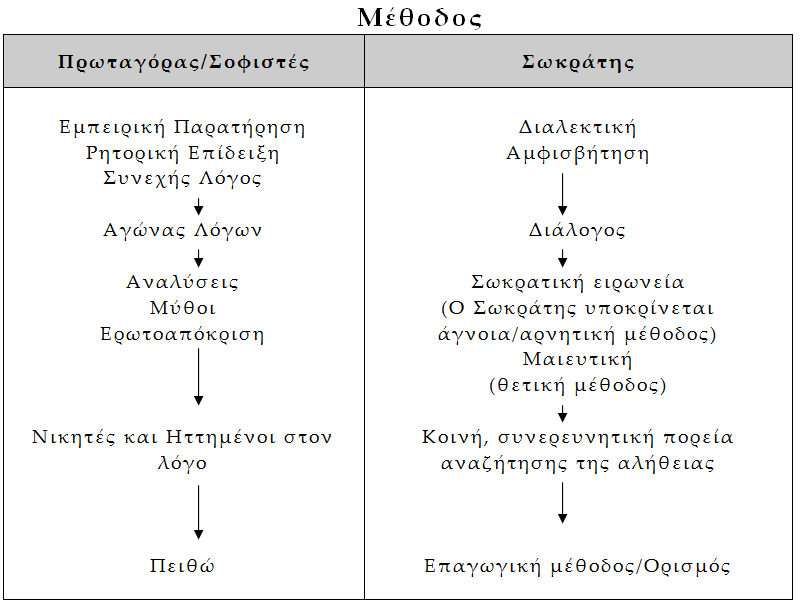 Μέθοδος
Πρωταγόρας/Σοφιστές
Εμπειρική Παρατήρηση
Ρητορική Επίδειξη
Συνεχής Λόγος
Αγώνας Λόγων
Αναλύσεις
Μύθοι
Ερωτοαπόκριση
Νικητές και Ηττημένοι στον
λόγο
Πειθώ
Σωκράτης
Διαλεκτική
Αμφισβήτηση
Διάλογος
Σωκρατική ειρωνεία
(Ο Σωκράτης υποκρίνεται
άγνοια/αρνητική μέθοδος)
Μαιευτική
(θετική μέθοδος)
Κοινή, συνερευνητική πορεία
αναζήτησης της αλήθειας
Επαγωγική μέθοδος/Ορισμός